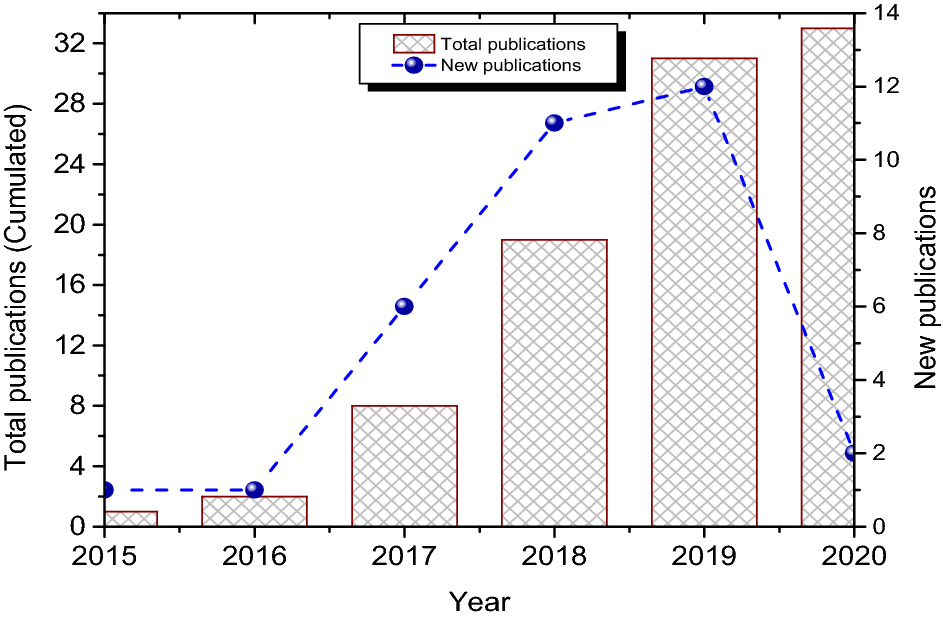 Total publications
New publications
Total publications (Cumulated)
32
28
24
20
16
12
8
4
0
14
12
10
8
6
4
2
0
New publications
2015 2016 2017 2018 2019 2020
Year